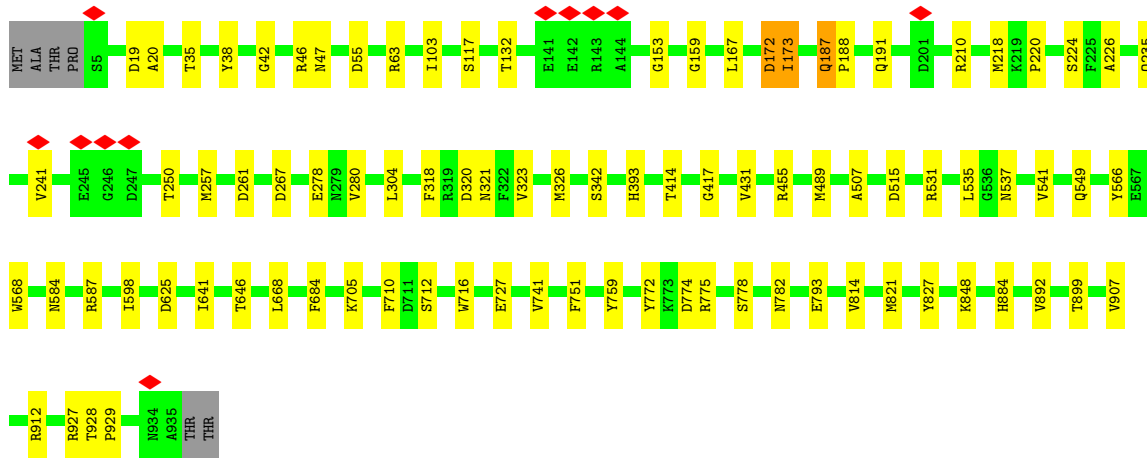 MET ALA THR PRO S5 D19 A20 T35 Y38 G42 R46 N47 D55 R63 I103 S117 T132 E141 E142 R143 A144 G153 G159 L167 D172 I173 Q187 P188 Q191 D201 R210 M218 K219 P220 S224 F225 A226
V241 E245 G246 D247 T250 M257 D261 D267 E278 N279 V280 L304 F318 R319 D320 N321 F322 V323 M326 S342 H393 T414 G417 V431 R455 M489 A507 D515 R531 L535 G536 N537 V541 Q549 Y566 E567
W568 N584 R587 I598 D625 I641 T646 L668 F684 K705 F710 D711 S712 W716 E727 V741 F751 Y759 Y772 K773 D774 R775 S778 N782 E793 V814 M821 Y827 K848 H884 V892 T899 V907
R912 R927 T928 P929 N934 A935 THR THR